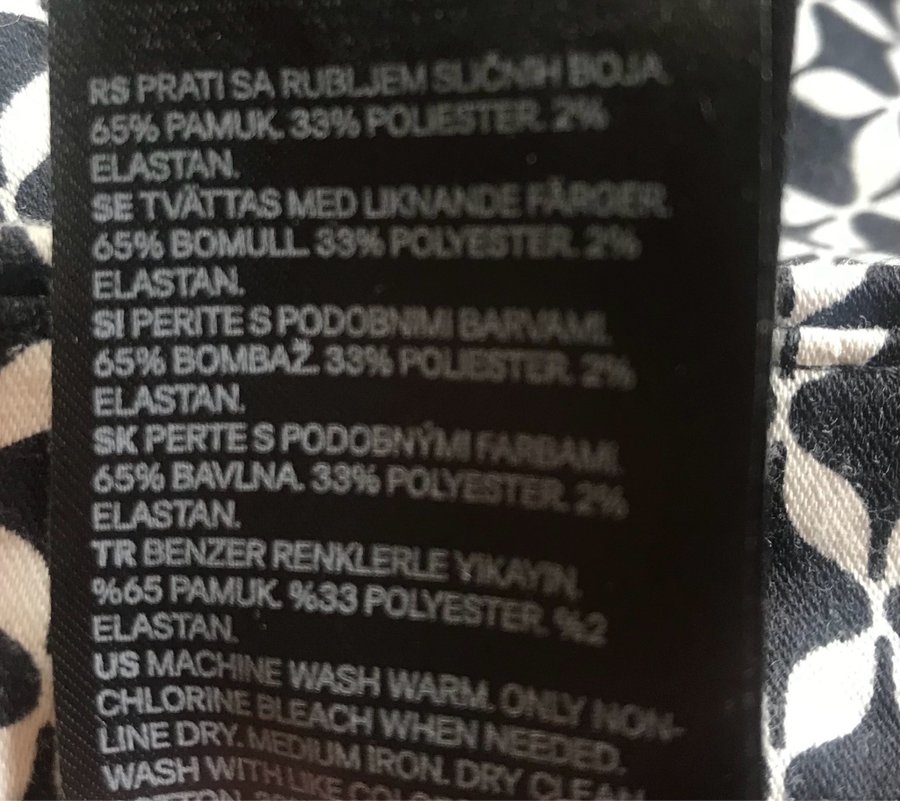 RS PRATI SA RUBLJEM SLIČNIH BOJA.
65% PAMUK. 33% POLIESTER. 2%
ELASTAN.
SE TVÄTTAS MED LIKNANDE FÄRGER.
65% BOMULL. 33% POLYESTER. 2%
ELASTAN.
SI PERITE S PODOBNIMI BARVAMI.
65% BOMBAŽ. 33% POLIESTER. 2%
ELASTAN.
SK PERTE S PODOBNÝMI FARBAMI.
65% BAVLNA. 33% POLYESTER. 2%
ELASTAN.
TR BENZER RENKLERLE YIKAYIN.
%65 PAMUK. %33 POLYESTER. %2
ELASTAN.
US MACHINE WASH WARM. ONLY NON-
CHLORINE BLEACH WHEN NEEDED.
LINE DRY. MEDIUM IRON. DRY CLEAN
WASH WITH LIKE